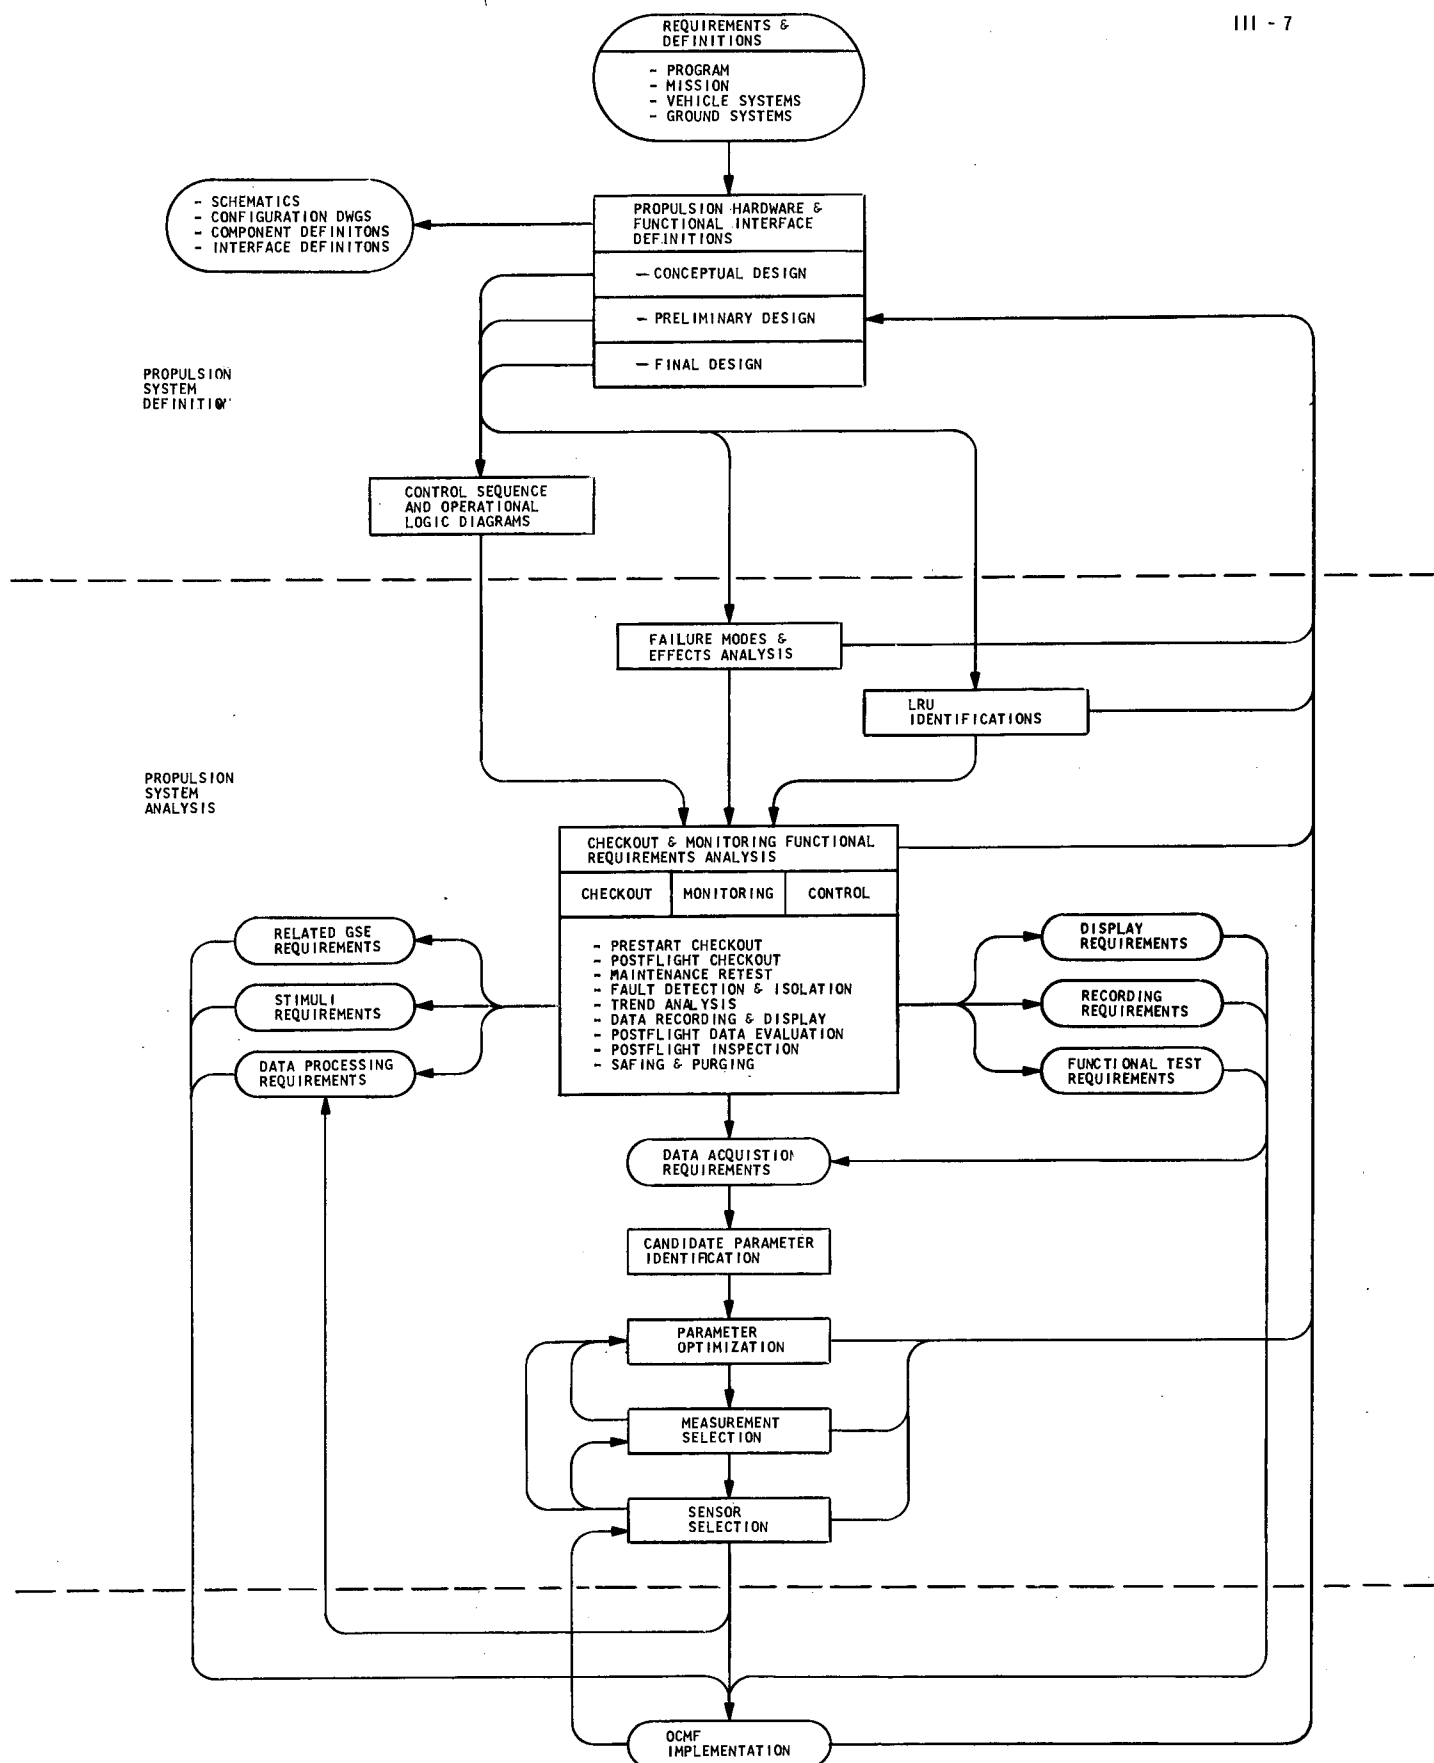 III - 7
REQUIREMENTS &
DEFINITIONS
- PROGRAM
- MISSION
- VEHICLE SYSTEMS
- GROUND SYSTEMS
- SCHEMATICS
- CONFIGURATION DWGS
- COMPONENT DEFINITONS
- INTERFACE DEFINITONS
PROPULSION HARDWARE &
FUNCTIONAL INTERFACE
DEFINITIONS
- CONCEPTUAL DESIGN
- PRELIMINARY DESIGN
- FINAL DESIGN
PROPULSION
SYSTEM
CONTROL SEQUENCE
AND OPERATIONAL
LOGIC DIAGRAMS
FAILURE MODES &
EFFECTS ANALYSIS
LRU
IDENTIFICATIONS
PROPULSION
SYSTEM
ANALYSIS
CHECKOUT & MONITORING FUNCTIONAL
REQUIREMENTS ANALYSIS
CHECKOUT
MONITORING
CONTROL
- PRESTART CHECKOUT
- POSTFLIGHT CHECKOUT
- MAINTENANCE RETEST
- FAULT DETECTION & ISOLATION
- TREND ANALYSIS
- DATA RECORDING & DISPLAY
- POSTFLIGHT DATA EVALUATION
- POSTFLIGHT INSPECTION
- SAFING & PURGING
RELATED GSE
REQUIREMENTS
STIMULI
REQUIREMENTS
DATA PROCESSING
REQUIREMENTS
DISPLAY
REQUIREMENTS
RECORDING
REQUIREMENTS
FUNCTIONAL TEST
REQUIREMENTS
DATA ACQUISTION
REQUIREMENTS
CANDIDATE PARAMETER
IDENTIFICATION
PARAMETER
OPTIMIZATION
MEASUREMENT
SELECTION
SENSOR
SELECTION
OCMF
IMPLEMENTATION